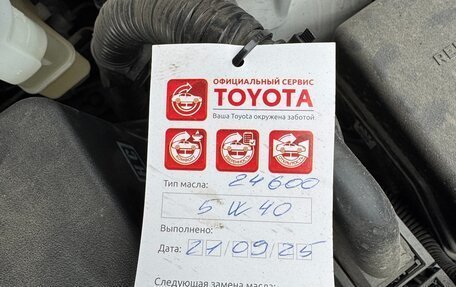 ОФИЦИАЛЬНЫЙ СЕРВИС
TOYOTA
Ваша Toyota окружена заботой
Тип масла: 24600
5 W 40
Выполнено:
Дата: 21/09/25
Следующая замена масла: